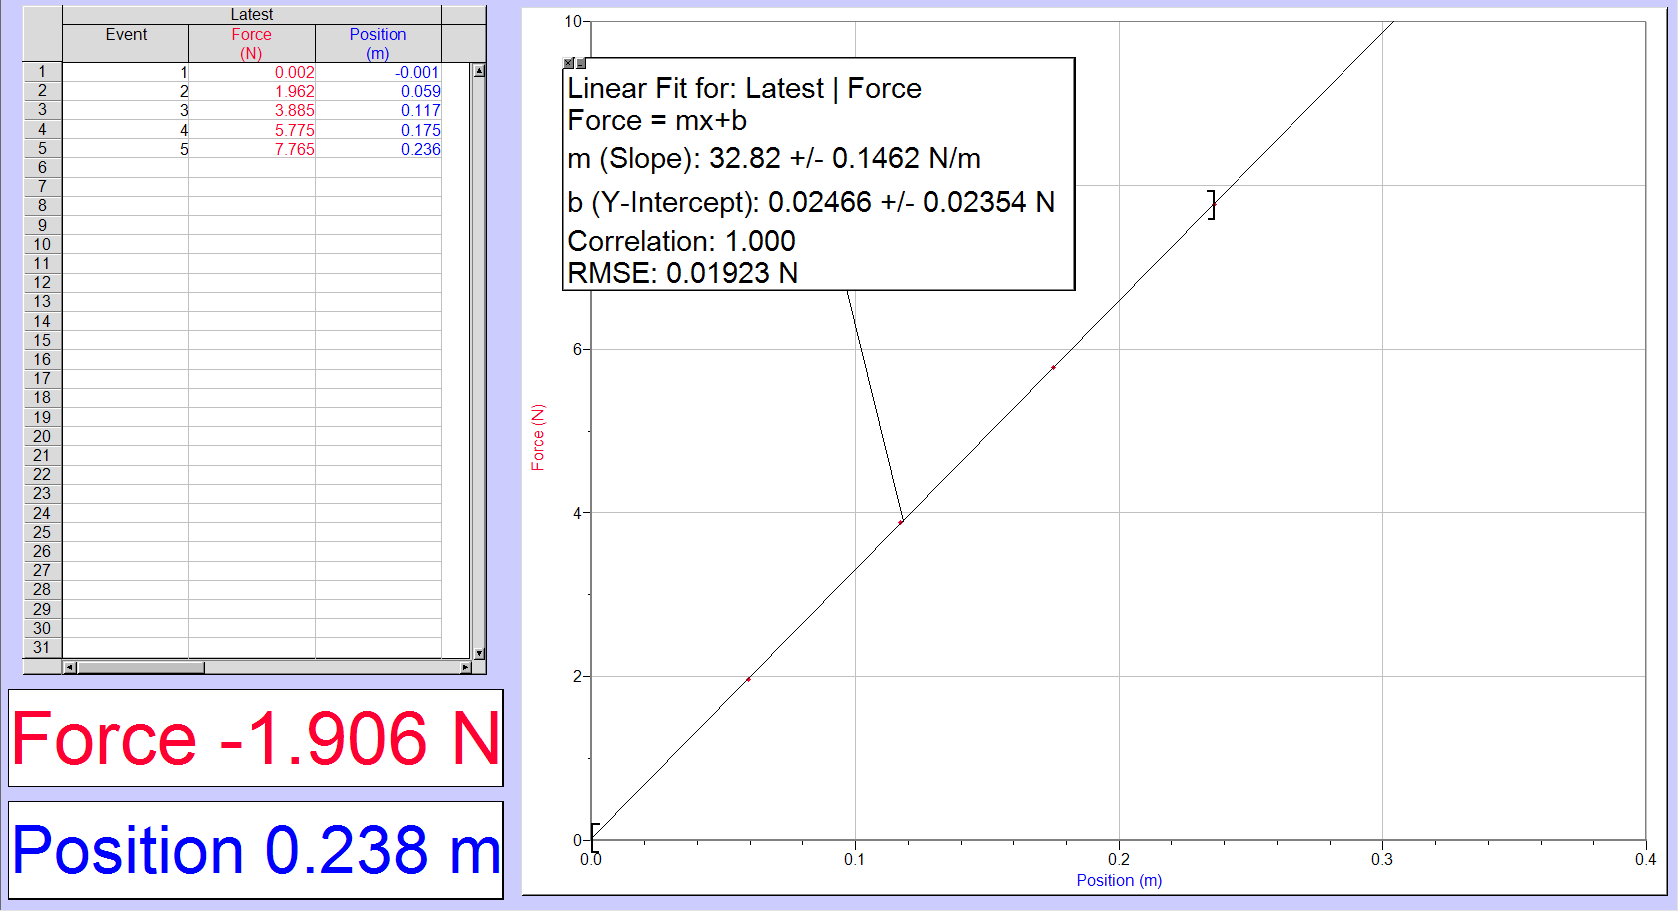 Latest
Event Force Position
(N) (m)
1 1 0.002 -0.001
2 2 1.962 0.059
3 3 3.885 0.117
4 4 5.775 0.175
5 5 7.765 0.236
6
7
8
9
10
11
12
13
14
15
16
17
18
19
20
21
22
23
24
25
26
27
28
29
30
31
Force -1.906 N
Position 0.238 m
10
Linear Fit for: Latest | Force
Force = mx+b
m (Slope): 32.82 +/- 0.1462 N/m
b (Y-Intercept): 0.02466 +/- 0.02354 N
Correlation: 1.000
RMSE: 0.01923 N
6
Force (N)
4
2
0
0.0 0.1 0.2 0.3 0.4
Position (m)